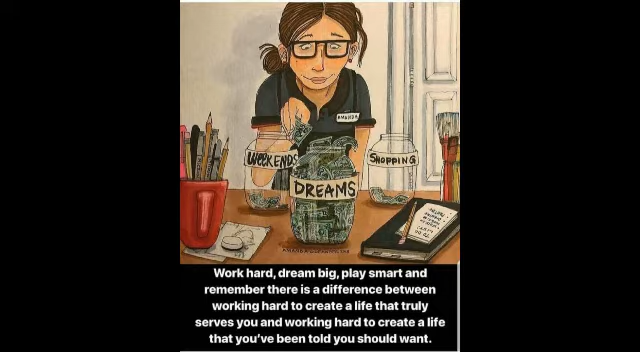 AMANDA
WEEKENDS
SHOPPING
DREAMS
Work hard, dream big, play smart and
remember there is a difference between
working hard to create a life that truly
serves you and working hard to create a life
that you've been told you should want.